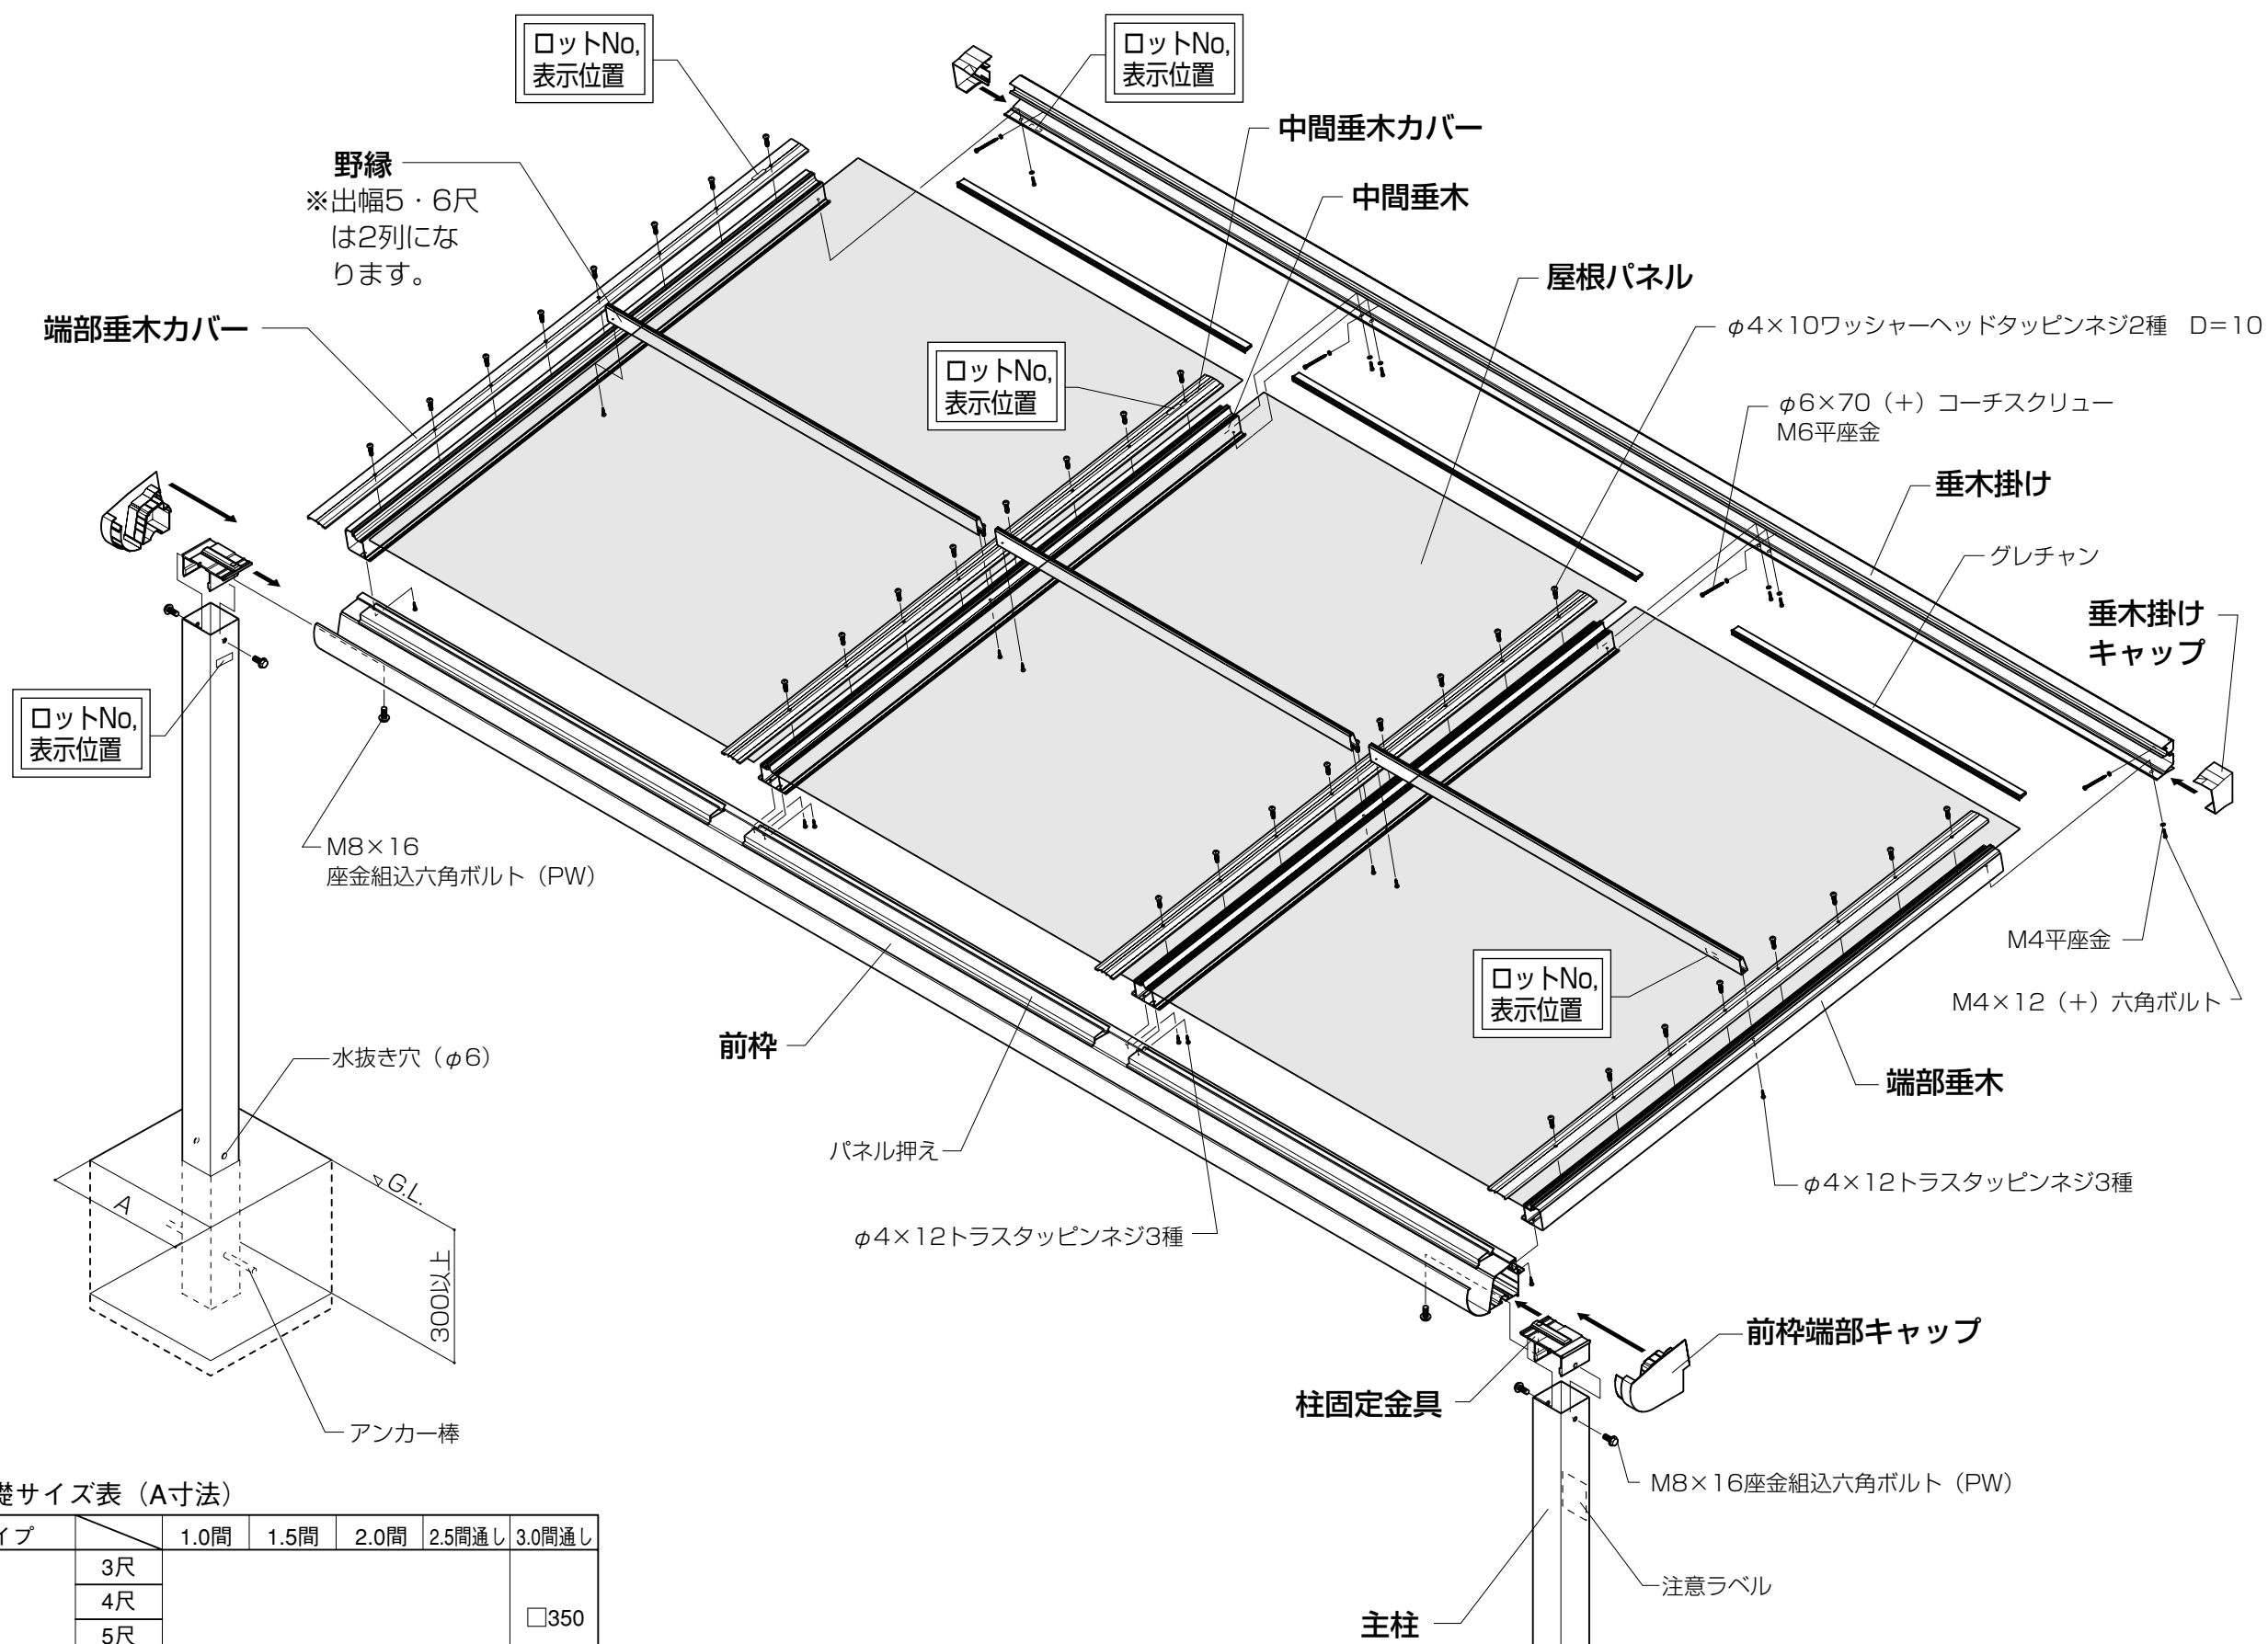 ロットNo,
表示位置
ロットNo,
表示位置
中間垂木カバー
野縁
※出幅5・6尺
は2列にな
ります。
中間垂木
屋根パネル
端部垂木カバー
φ4×10ワッシャーヘッドタッピンネジ2種 D=10
ロットNo,
表示位置
φ6×70（+）コーチスクリュー
M6平座金
垂木掛け
グレチャン
垂木掛け
キャップ
ロットNo,
表示位置
M8×16
座金組込六角ボルト（PW）
M4平座金
ロットNo,
表示位置
M4×12（+）六角ボルト
前枠
水抜き穴（φ6）
端部垂木
パネル押え
φ4×12トラスタッピンネジ3種
G.L.
A
φ4×12トラスタッピンネジ3種
300以上
前枠端部キャップ
柱固定金具
アンカー棒
M8×16座金組込六角ボルト（PW）
注意ラベル
主柱
礎サイズ表（A寸法）
イプ 1.0間 1.5間 2.0間 2.5間通し 3.0間通し
3尺
4尺
□350
5尺